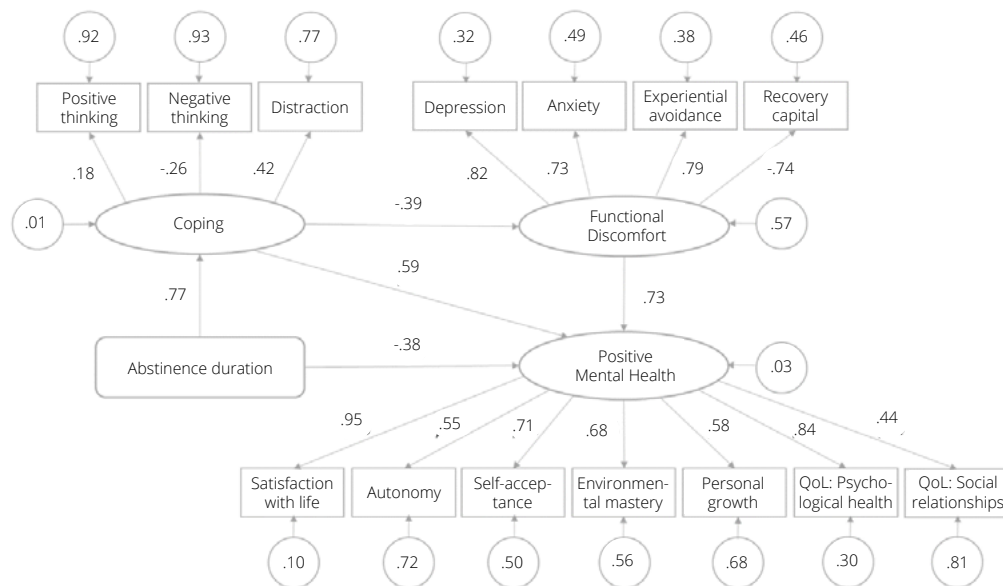 .92
.93
.77
.32
.49
.38
.46
Positive
thinking
Negative
thinking
Distraction
Depression
Anxiety
Experiential
avoidance
Recovery
capital
.18
-.26
.42
.82
.73
.79
-.74
.01
Coping
-.39
Functional
Discomfort
.57
.59
.77
.73
Abstinence duration
-.38
Positive
Mental Health
.03
.95
.55
.71
.68
.58
.84
.44
Satisfaction
with life
Autonomy
Self-accep-
tance
Environmen-
tal mastery
Personal
growth
QoL: Psycho-
logical health
QoL: Social
relationships
.10
.72
.50
.56
.68
.30
.81